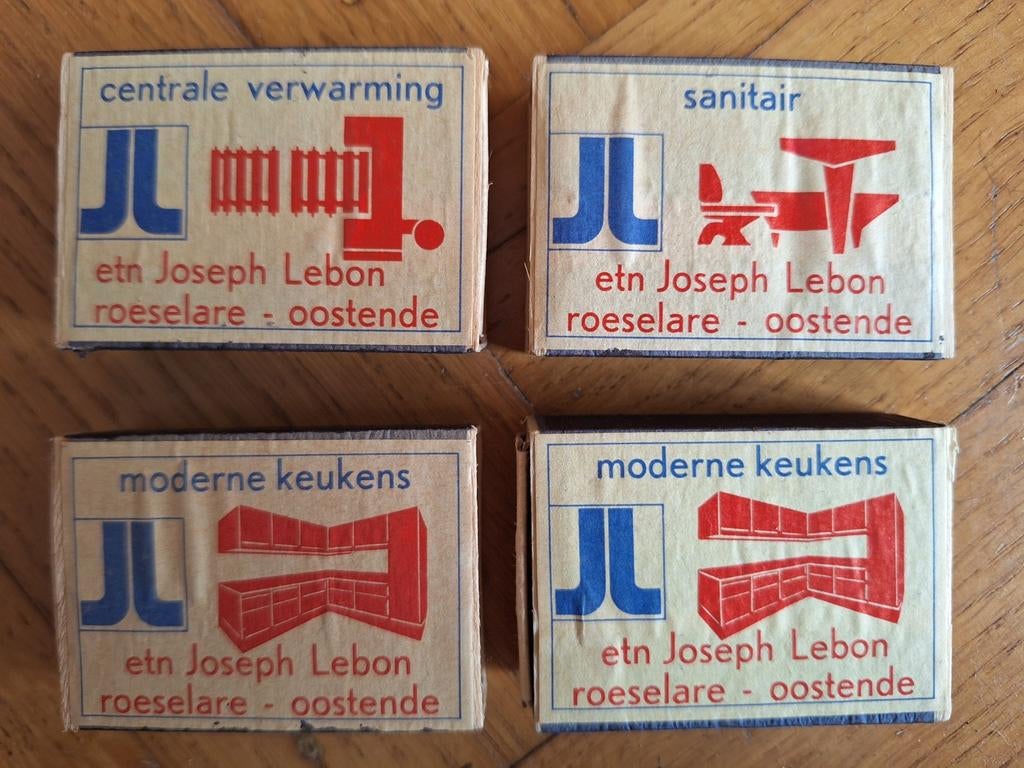 centrale verwarming
JL
etn Joseph Lebon
roeselare - oostende
sanitair
JL
etn Joseph Lebon
roeselare - oostende
moderne keukens
JL
etn Joseph Lebon
roeselare - oostende
moderne keukens
JL
etn Joseph Lebon
roeselare - oostende